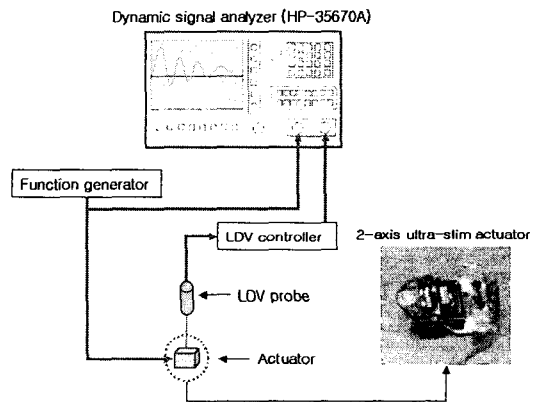 Dynamic signal analyzer (HP-35670A)
Function generator
LDV controller
2-axis ultra-slim actuator
LDV probe
Actuator